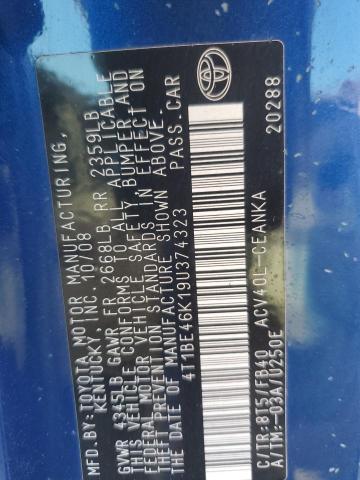 MFD.BY:TOYOTA MOTOR MANUFACTURING,
KENTUCKY, INC. 10/08
GVWR 4345LB GAWR FR 2668LB RR 2359LB
THIS VEHICLE CONFORMS TO ALL APPLICABLE
FEDERAL MOTOR VEHICLE SAFETY, BUMPER AND
THEFT PREVENTION STANDARDS IN EFFECT ON
THE DATE OF MANUFACTURE SHOWN ABOVE.
4T1BE46K19U374323 PASS.CAR
C/TR:8T5/FB40 ACV40L-CEANKA
A/TM:-03A/U250E 20288